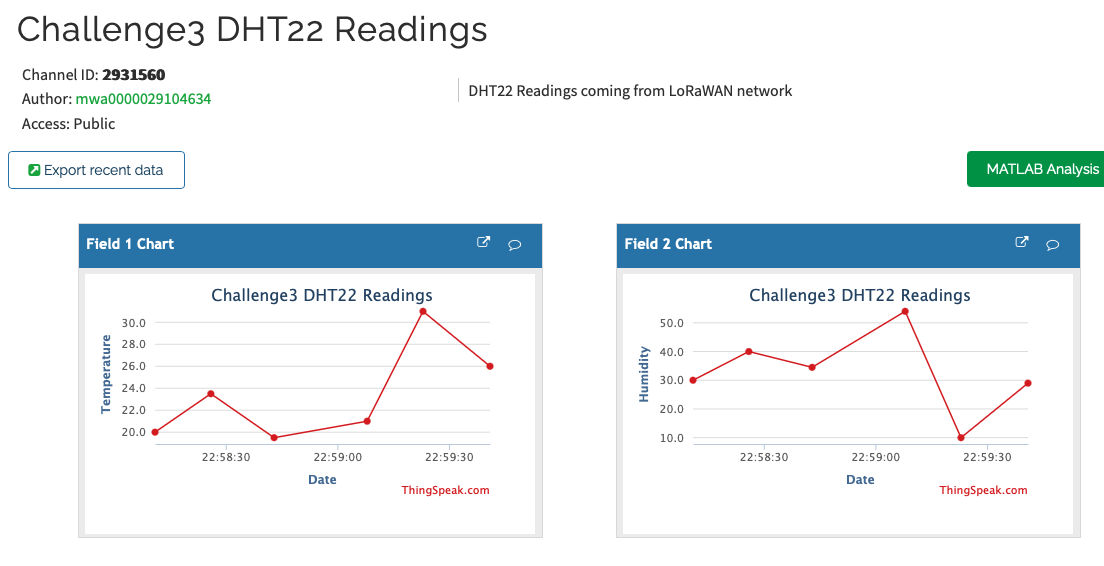 Challenge3 DHT22 Readings
Channel ID: 2931560
Author: mwa0000029104634
Access: Public
DHT22 Readings coming from LoRaWAN network
Export recent data
MATLAB Analysis
Field 1 Chart
Challenge3 DHT22 Readings
Temperature
30.0
28.0
26.0
24.0
22.0
20.0
22:58:30 22:59:00 22:59:30
Date
ThingSpeak.com
Field 2 Chart
Challenge3 DHT22 Readings
Humidity
50.0
40.0
30.0
20.0
10.0
22:58:30 22:59:00 22:59:30
Date
ThingSpeak.com